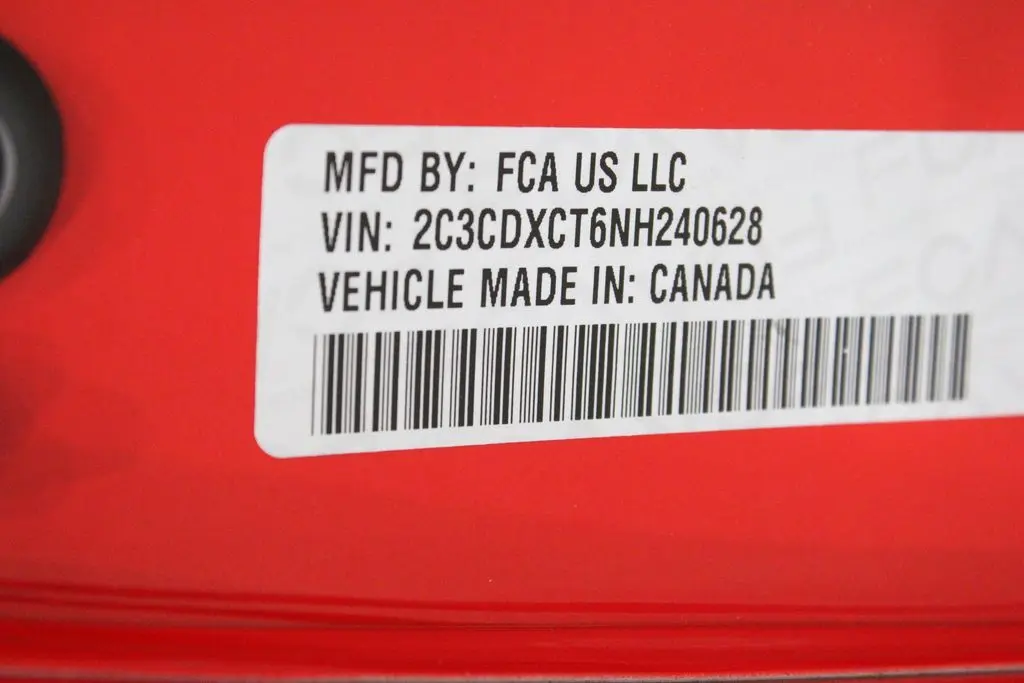 MFD BY: FCA US LLC
VIN: 2C3CDXCT6NH240628
VEHICLE MADE IN: CANADA